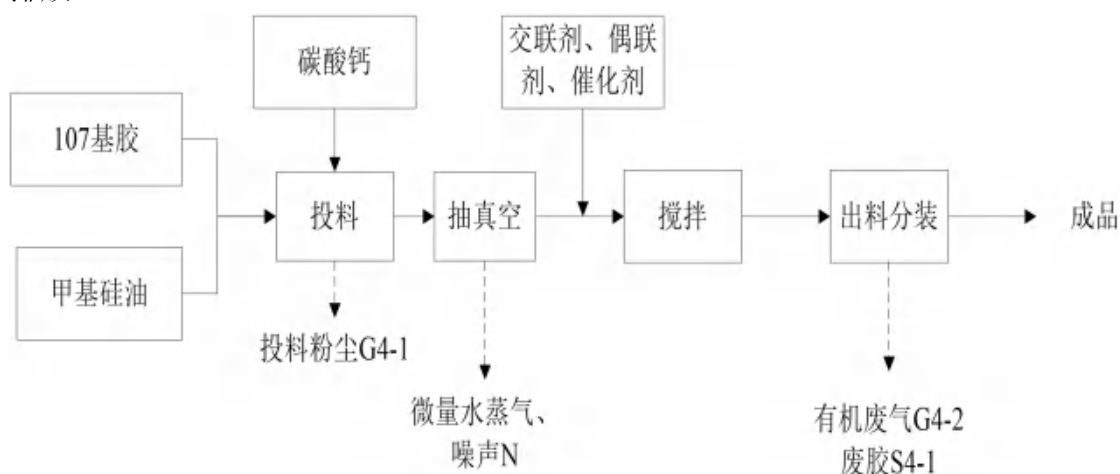 碳酸钙
交联剂、偶联
剂、催化剂
107基胶
投料
抽真空
搅拌
出料分装
成品
甲基硅油
投料粉尘G4-1
微量水蒸气、
噪声N
有机废气G4-2
废胶S4-1